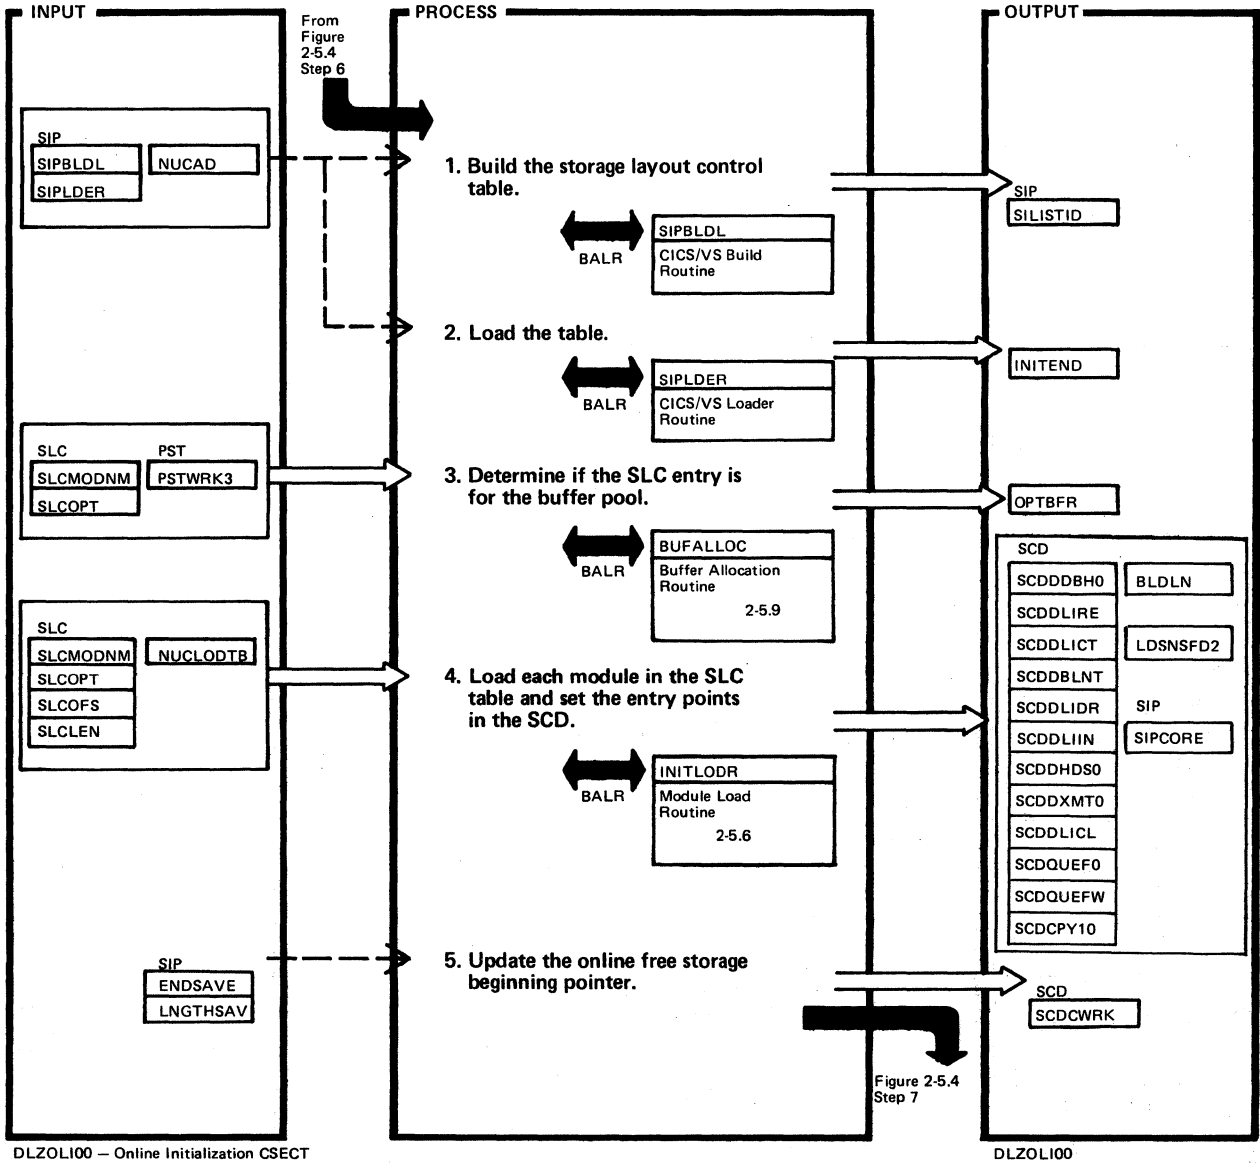 INPUT
PROCESS
OUTPUT
From
Figure
2-5.4
Step 6
SIP
SIPBLDL
NUCAD
SIPLDER
1. Build the storage layout control
table.
SIP
SILISTID
BALR
SIPBLDL
CICS/VS Build
Routine
2. Load the table.
INITEND
BALR
SIPLDER
CICS/VS Loader
Routine
SLC
PST
SLCMODNM
PSTWRK3
SLCOPT
3. Determine if the SLC entry is
for the buffer pool.
OPTBFR
BALR
BUFALLOC
Buffer Allocation
Routine
2-5.9
SLC
SLCMODNM
NUCLODTB
SLCOPT
SLCOFS
SLCLEN
4. Load each module in the SLC
table and set the entry points
in the SCD.
BALR
INITLODR
Module Load
Routine
2-5.6
SCD
SCDDDBH0
BLDLN
SCDDLIRE
SCDDLICT
LDSNSFD2
SCDDBLNT
SCDDLIDR
SIP
SCDDLIIN
SIPCORE
SCDDHDS0
SCDDXMT0
SCDDLICL
SCDQUEF0
SCDQUEFW
SCDCPY10
SIP
ENDSAVE
LNGTHSAV
5. Update the online free storage
beginning pointer.
SCD
SCDCWRK
Figure 2-5.4
Step 7
DLZOLI00 — Online Initialization CSECT
DLZOLI00